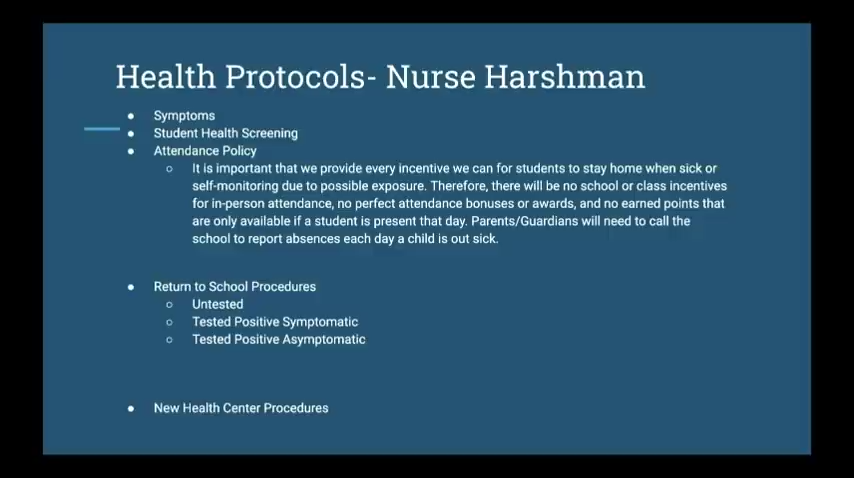 Health Protocols- Nurse Harshman
● Symptoms
● Student Health Screening
● Attendance Policy
○ It is important that we provide every incentive we can for students to stay home when sick or
self-monitoring due to possible exposure. Therefore, there will be no school or class incentives
for in-person attendance, no perfect attendance bonuses or awards, and no earned points that
are only available if a student is present that day. Parents/Guardians will need to call the
school to report absences each day a child is out sick.
● Return to School Procedures
○ Untested
○ Tested Positive Symptomatic
○ Tested Positive Asymptomatic
● New Health Center Procedures